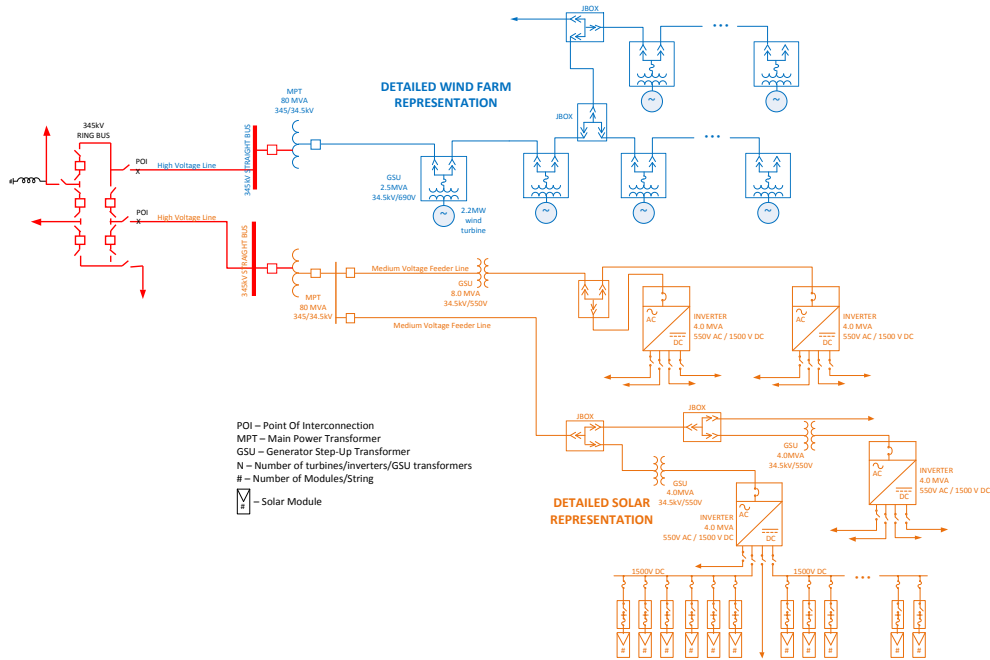 JBOX
DETAILED WIND FARM
REPRESENTATION
MPT
80 MVA
345/34.5kV
JBOX
345kV
RING BUS
345kV STRAIGHT BUS
POI
X
High Voltage Line
#
GSU
2.5MVA
34.5kV/690V
~
~
~
~
~
~
2.2MW
wind
turbine
POI
X
High Voltage Line
345kV STRAIGHT BUS
Medium Voltage Feeder Line
GSU
8.0 MVA
34.5kV/550V
MPT
80 MVA
345/34.5kV
Medium Voltage Feeder Line
AC
DC
INVERTER
4.0 MVA
550V AC / 1500 V DC
AC
DC
INVERTER
4.0 MVA
550V AC / 1500 V DC
JBOX
JBOX
POI – Point Of Interconnection
MPT – Main Power Transformer
GSU – Generator Step-Up Transformer
N – Number of turbines/inverters/GSU transformers
# – Number of Modules/String
# – Solar Module
GSU
4.0MVA
34.5kV/550V
AC
DC
INVERTER
4.0 MVA
550V AC / 1500 V DC
GSU
4.0MVA
34.5kV/550V
DETAILED SOLAR
REPRESENTATION
INVERTER
4.0 MVA
550V AC / 1500 V DC
AC
DC
1500V DC
1500V DC
# # # # # # # # # # #